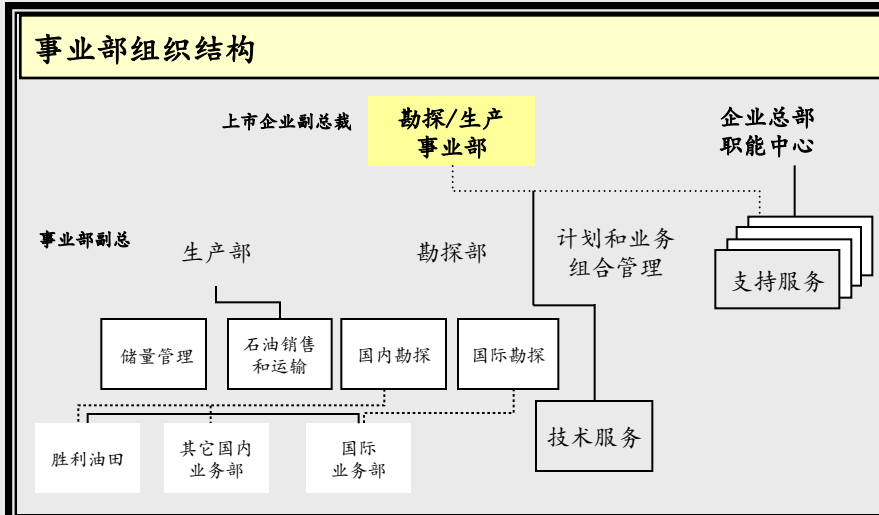 事业部组织结构
上市企业副总裁
勘探/生产
事业部
企业总部
职能中心
事业部副总
生产部
勘探部
计划和业务
组合管理
支持服务
储量管理
石油销售
和运输
国内勘探
国际勘探
胜利油田
其它国内
业务部
国际
业务部
技术服务